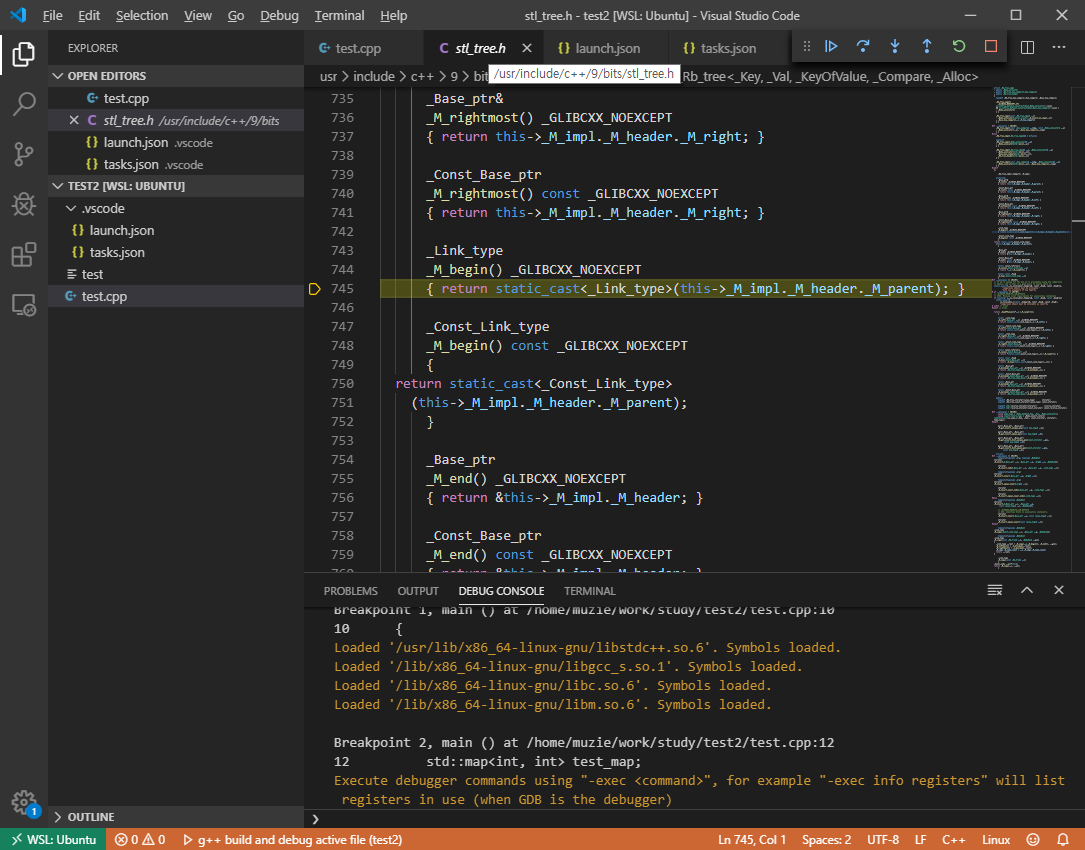 File Edit Selection View Go Debug Terminal Help stl_tree.h - test2 [WSL: Ubuntu] - Visual Studio Code
EXPLORER
OPEN EDITORS
test.cpp
stl_tree.h /usr/include/c++/9/bits
launch.json .vscode
tasks.json .vscode
TEST2 [WSL: UBUNTU]
.vscode
launch.json
tasks.json
test
test.cpp
OUTLINE
test.cpp stl_tree.h launch.json tasks.json
usr > include > c++ > 9 > bit
/usr/include/c++/9/bits/stl_tree.h
Rb_tree<_Key, _Val, _KeyOfValue, _Compare, _Alloc>
735 _Base_ptr&
736 _M_rightmost() _GLIBCXX_NOEXCEPT
737 { return this->_M_impl._M_header._M_right; }
738
739 _Const_Base_ptr
740 _M_rightmost() const _GLIBCXX_NOEXCEPT
741 { return this->_M_impl._M_header._M_right; }
742
743 _Link_type
744 _M_begin() _GLIBCXX_NOEXCEPT
745 { return static_cast<_Link_type>(this->_M_impl._M_header._M_parent); }
746
747 _Const_Link_type
748 _M_begin() const _GLIBCXX_NOEXCEPT
749 {
750 return static_cast<_Const_Link_type>
751 (this->_M_impl._M_header._M_parent);
752 }
753
754 _Base_ptr
755 _M_end() _GLIBCXX_NOEXCEPT
756 { return &this->_M_impl._M_header; }
757
758 _Const_Base_ptr
759 _M_end() const _GLIBCXX_NOEXCEPT
760 { return &this->_M_impl._M_header; }
PROBLEMS OUTPUT DEBUG CONSOLE TERMINAL
Breakpoint 1, main () at /home/muzie/work/study/test2/test.cpp:10
10 {
Loaded '/usr/lib/x86_64-linux-gnu/libstdc++.so.6'. Symbols loaded.
Loaded '/lib/x86_64-linux-gnu/libgcc_s.so.1'. Symbols loaded.
Loaded '/lib/x86_64-linux-gnu/libc.so.6'. Symbols loaded.
Loaded '/lib/x86_64-linux-gnu/libm.so.6'. Symbols loaded.
Breakpoint 2, main () at /home/muzie/work/study/test2/test.cpp:12
12 std::map<int, int> test_map;
Execute debugger commands using "-exec <command>", for example "-exec info registers" will list
registers in use (when GDB is the debugger)
1
WSL: Ubuntu 0 0 g++ build and debug active file (test2) Ln 745, Col 1 Spaces: 2 UTF-8 LF C++ Linux